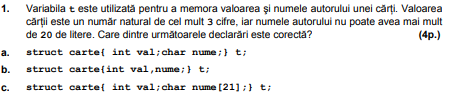 1. Variabila t este utilizată pentru a memora valoarea și numele autorului unei cărți. Valoarea
cărții este un număr natural de cel mult 3 cifre, iar numele autorului nu poate avea mai mult
de 20 de litere. Care dintre următoarele declarări este corectă? (4p.)
a. struct carte{ int val;char nume;} t;
b. struct carte{int val,nume;} t;
c. struct carte{ int val;char nume[21];} t;